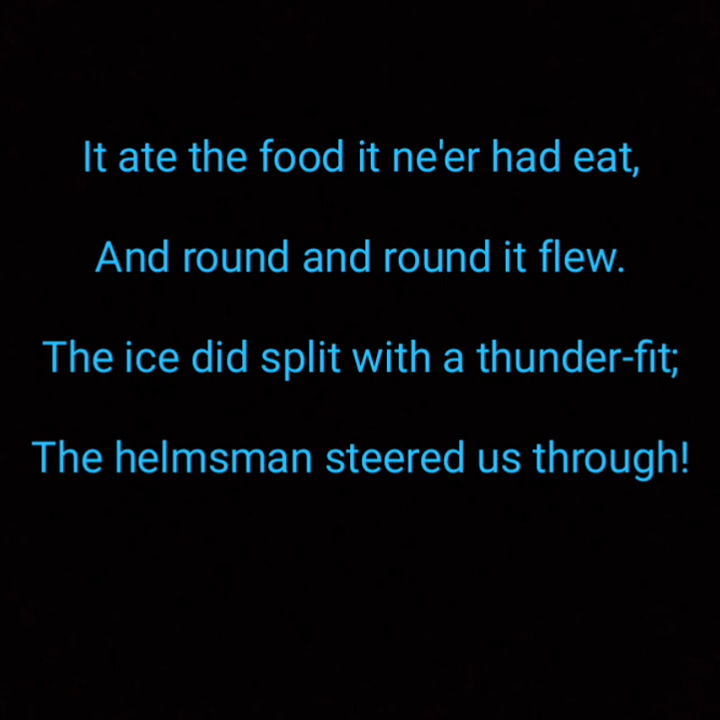 It ate the food it ne'er had eat,
And round and round it flew.
The ice did split with a thunder-fit;
The helmsman steered us through!